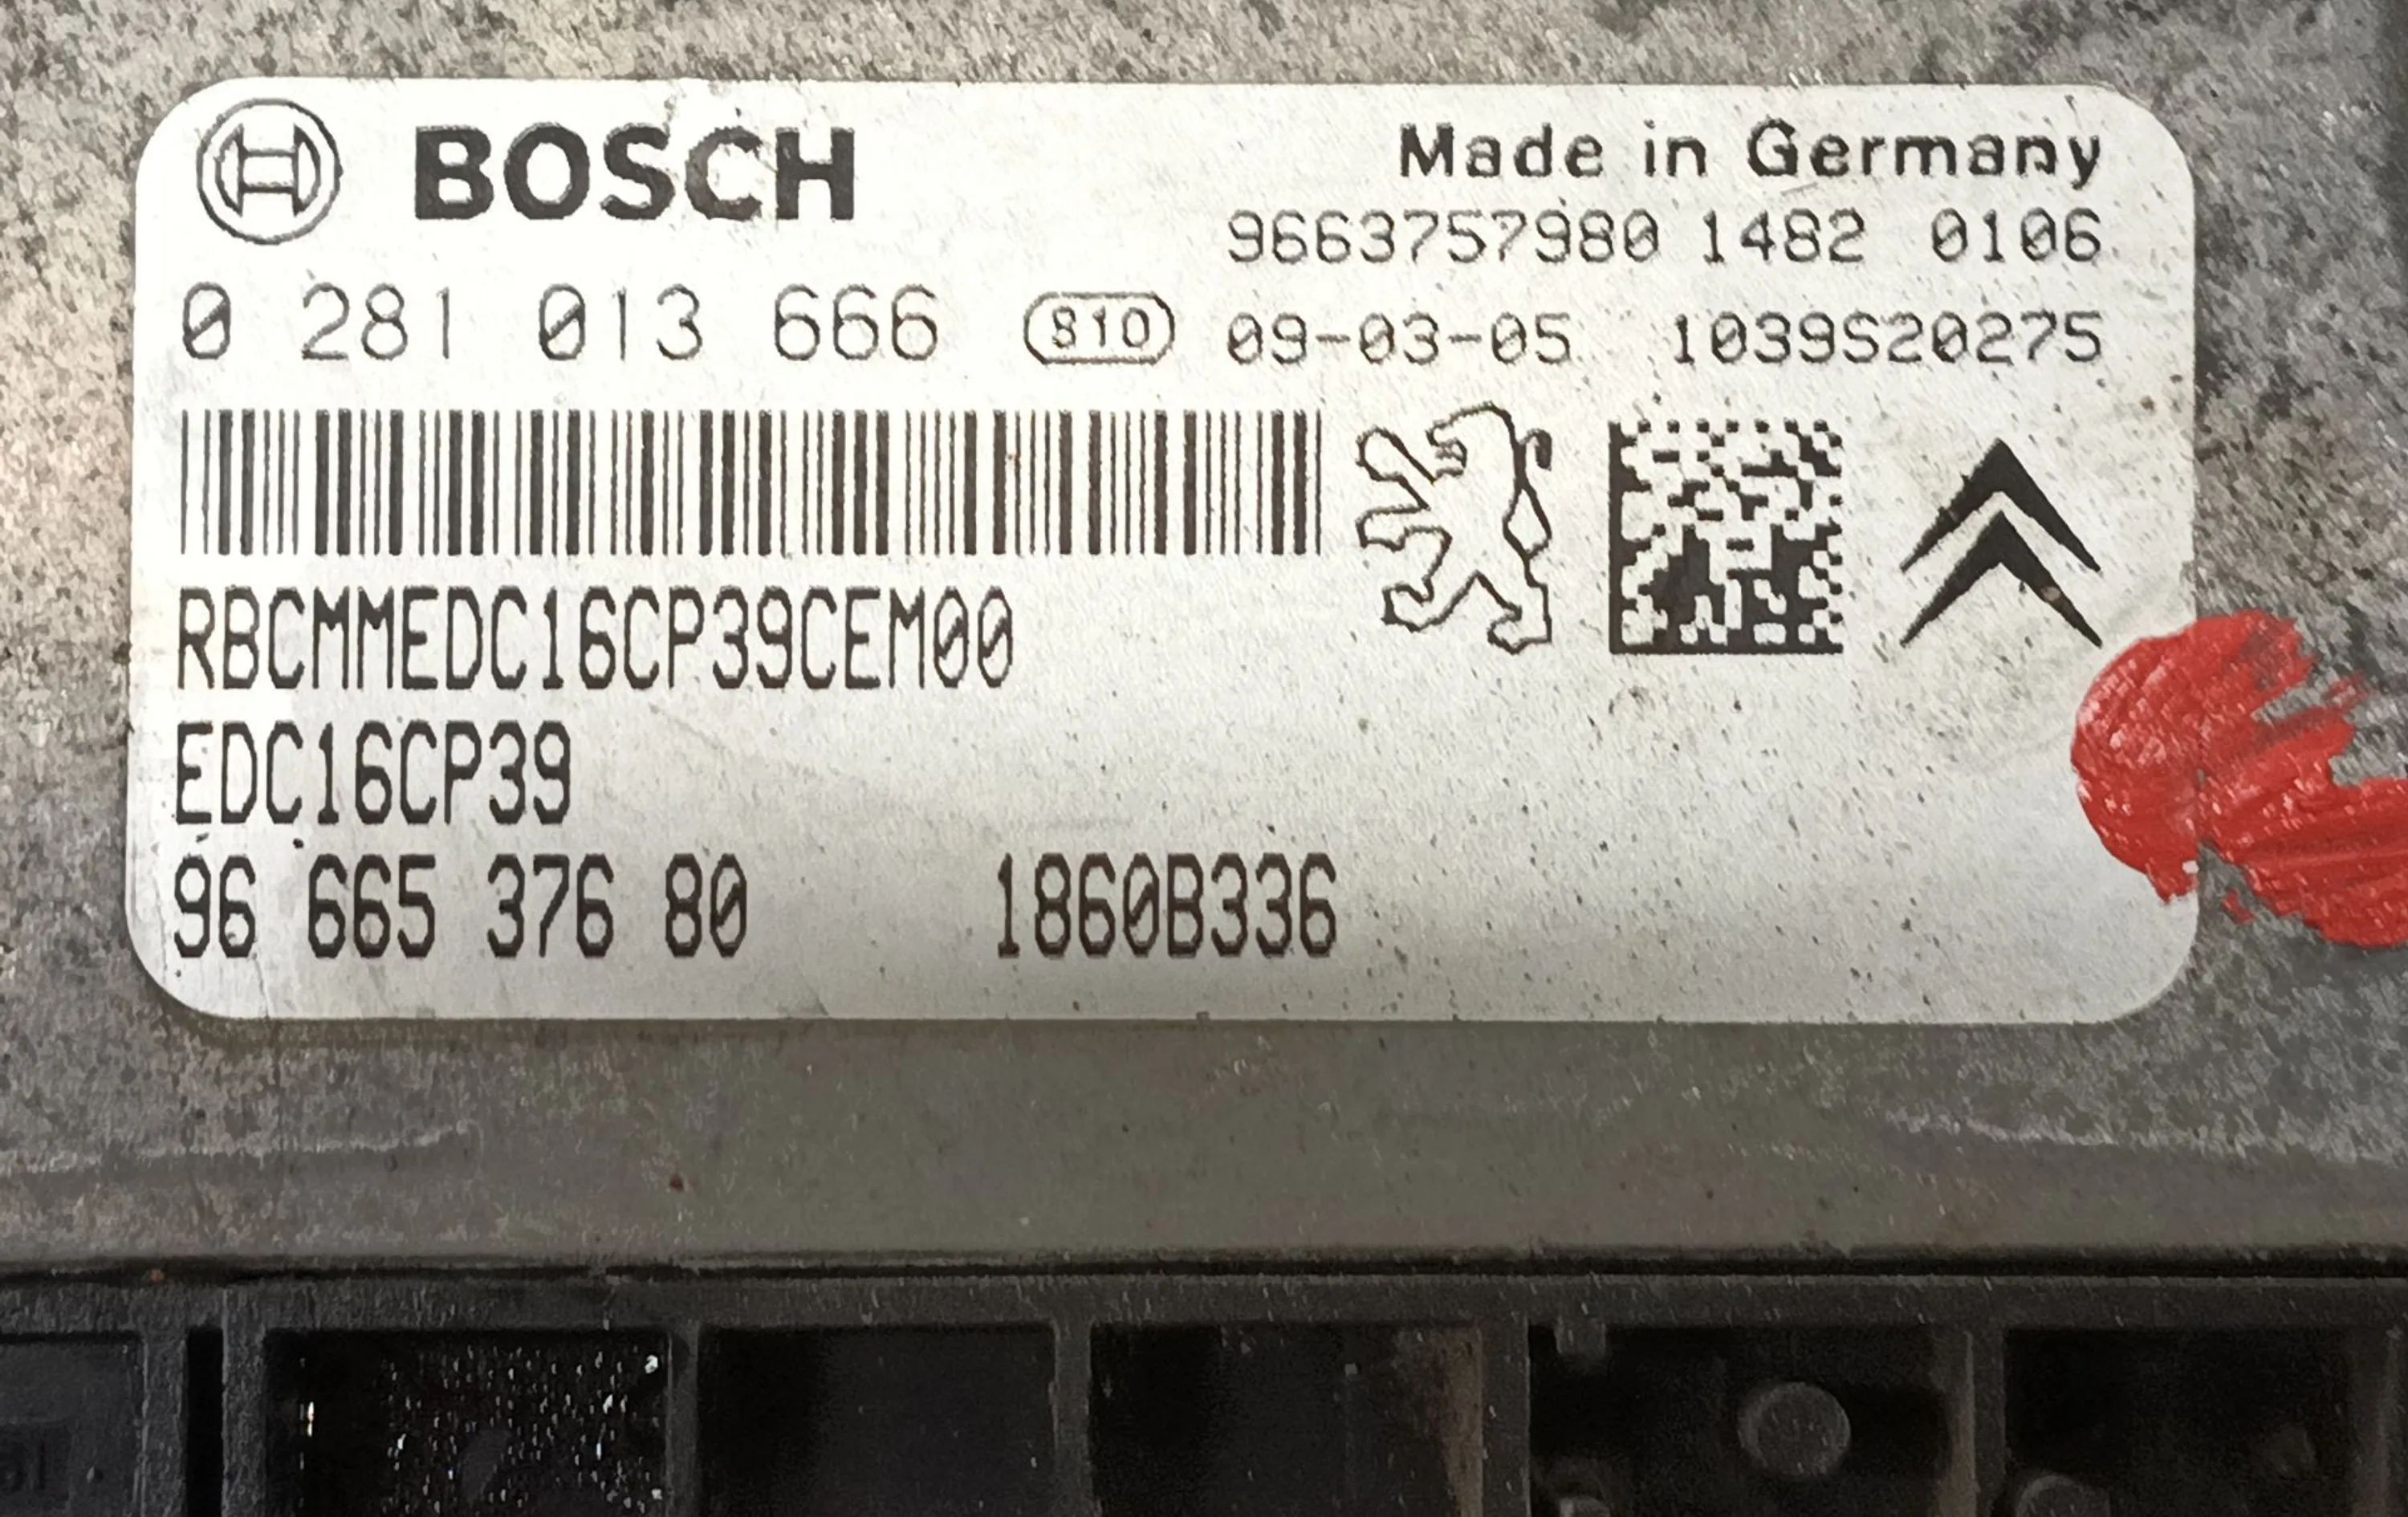 BOSCH
Made in Germany
9663757980 1482 0106
0 281 013 666 S10 09-03-05 1039S20275
RBCMMEDC16CP39CEM00
EDC16CP39
96 665 376 80 1860B336